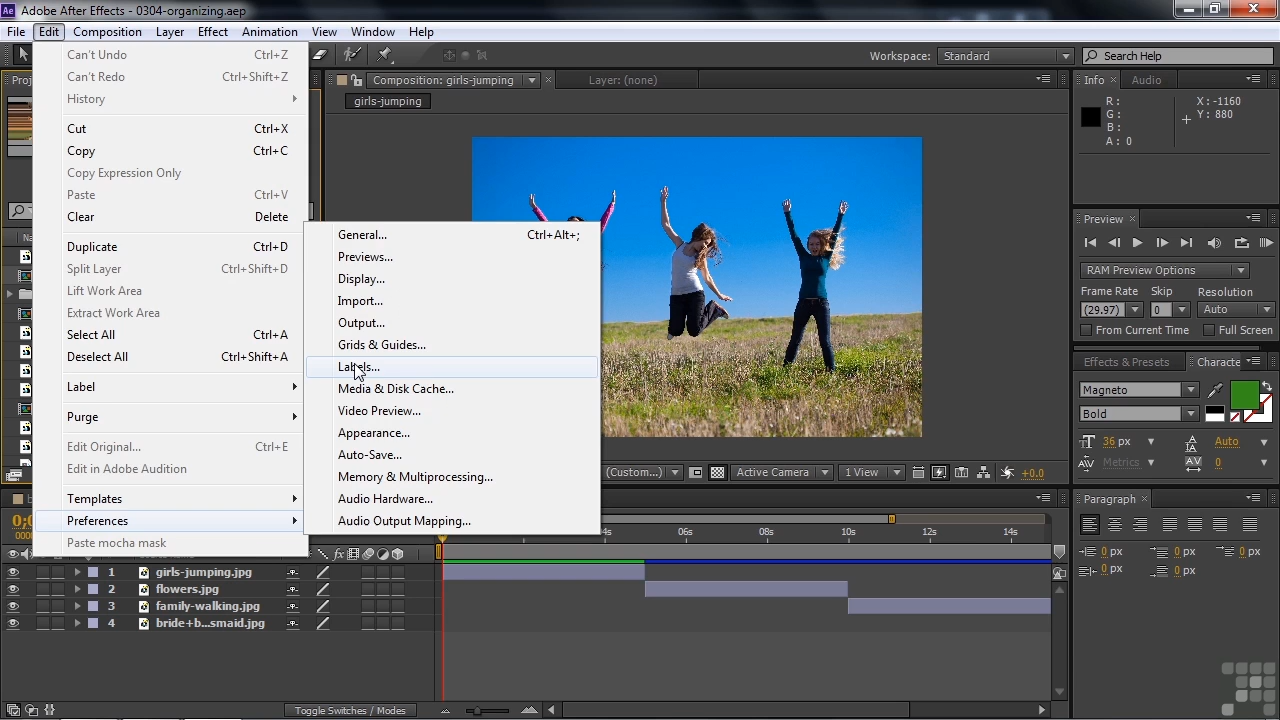 Ae Adobe After Effects - 0304-organizing.aep
File Edit Composition Layer Effect Animation View Window Help
Workspace: Standard Search Help
Can't Undo Ctrl+Z
Can't Redo Ctrl+Shift+Z
History
Cut Ctrl+X
Copy Ctrl+C
Copy Expression Only
Paste Ctrl+V
Clear Delete
Duplicate Ctrl+D
Split Layer Ctrl+Shift+D
Lift Work Area
Extract Work Area
Select All Ctrl+A
Deselect All Ctrl+Shift+A
Label
Purge
Edit Original... Ctrl+E
Edit in Adobe Audition
Templates
Preferences
Paste mocha mask
General... Ctrl+Alt+;
Previews...
Display...
Import...
Output...
Grids & Guides...
Labels...
Media & Disk Cache...
Video Preview...
Appearance...
Auto-Save...
Memory & Multiprocessing...
Audio Hardware...
Audio Output Mapping...
Composition: girls-jumping Layer: (none)
girls-jumping
(Custom...) Active Camera 1 View +0.0
Info Audio
R : X : -1160
G : Y : 880
B :
A : 0
Preview
RAM Preview Options
Frame Rate Skip Resolution
(29.97) 0 Auto
From Current Time Full Screen
Effects & Presets Characte
Magneto
Bold
36 px Auto
Metrics 0
Paragraph
0 px 0 px 0 px
0 px 0 px
04s 06s 08s 10s 12s 14s
1 girls-jumping.jpg
2 flowers.jpg
3 family-walking.jpg
4 bride+b...smaid.jpg
Toggle Switches / Modes